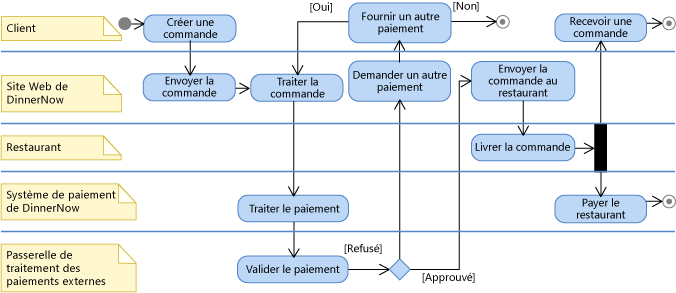 Client
Créer une
commande
[Oui]
Fournir un autre
paiement
[Non]
Recevoir une
commande
Site Web de
DinnerNow
Envoyer la
commande
Traiter la
commande
Demander un autre
paiement
Envoyer la
commande au
restaurant
Restaurant
Livrer la commande
Système de paiement
de DinnerNow
Traiter le paiement
Payer le
restaurant
Passerelle de
traitement des
paiements externes
Valider le paiement
[Refusé]
[Approuvé]